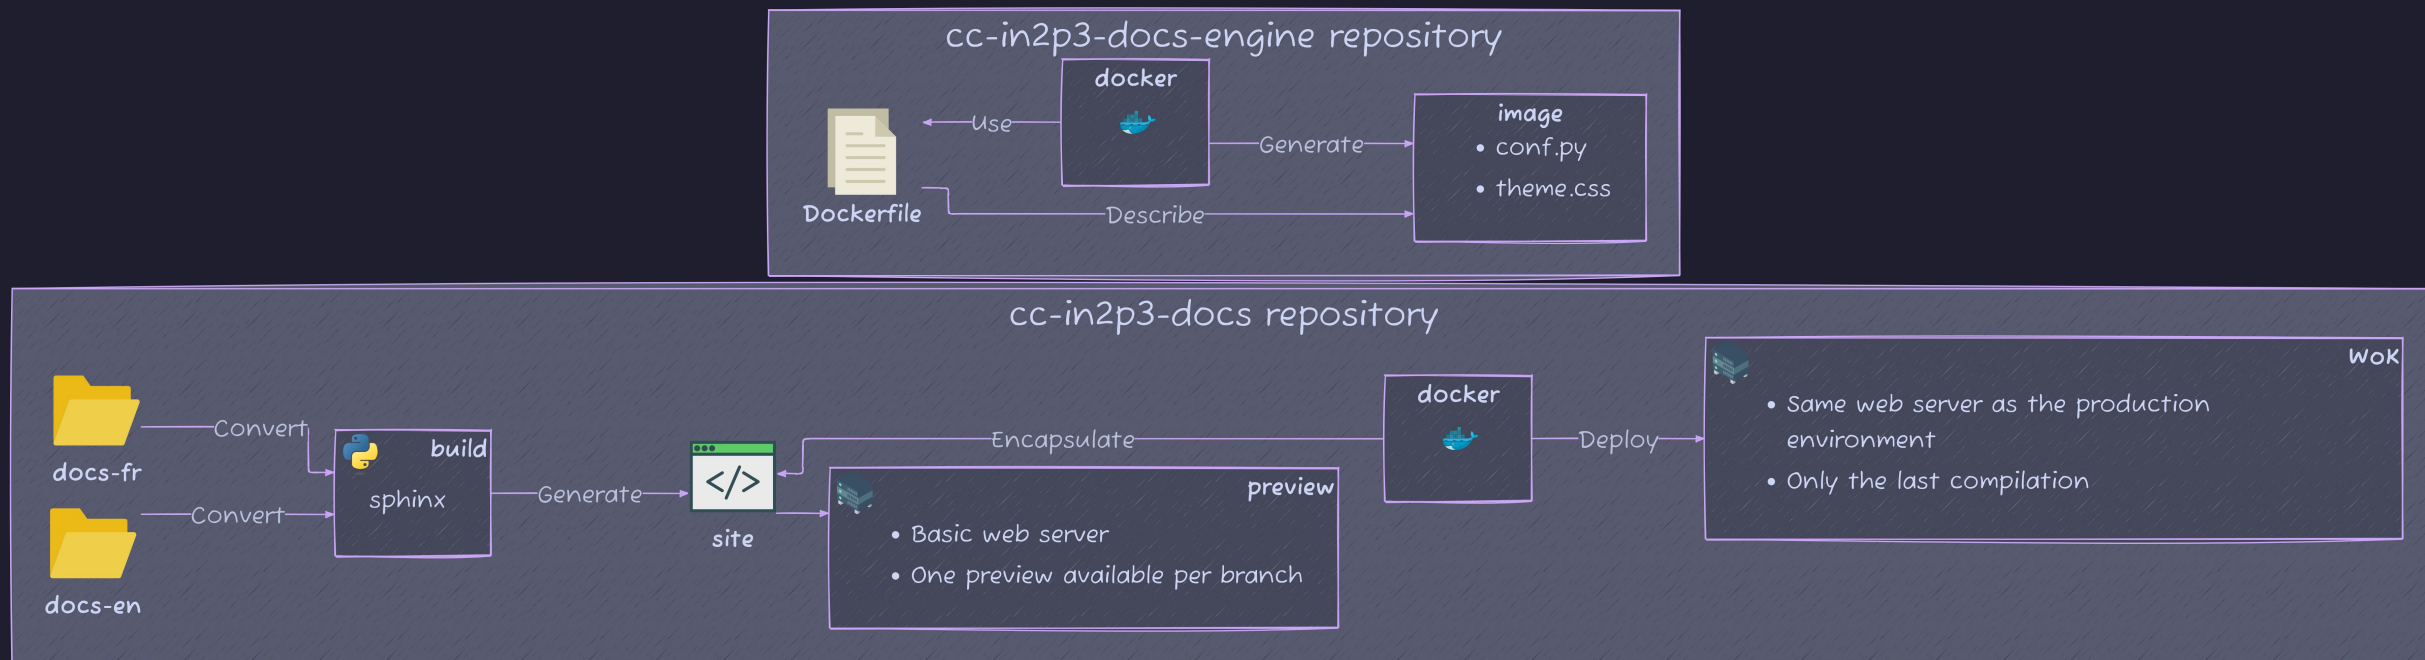 cc-in2p3-docs-engine repository
docker
Use
Generate
image
• conf.py
• theme.css
Dockerfile
Describe
cc-in2p3-docs repository
docs-fr
Convert
docs-en
Convert
build
sphinx
Generate
</>
site
Encapsulate
preview
• Basic web server
• One preview available per branch
docker
Deploy
WoK
• Same web server as the production
environment
• Only the last compilation